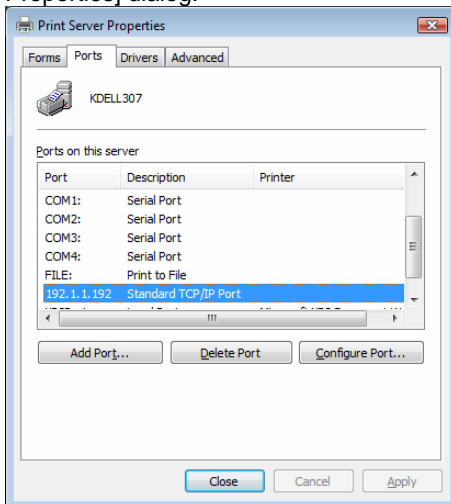 Properties] dialog.
Print Server Properties
Forms Ports Drivers Advanced
KDELL307
Ports on this server
Port Description Printer
COM1: Serial Port
COM2: Serial Port
COM3: Serial Port
COM4: Serial Port
FILE: Print to File
192.1.1.192 Standard TCP/IP Port
Add Port... Delete Port Configure Port...
Close Cancel Apply